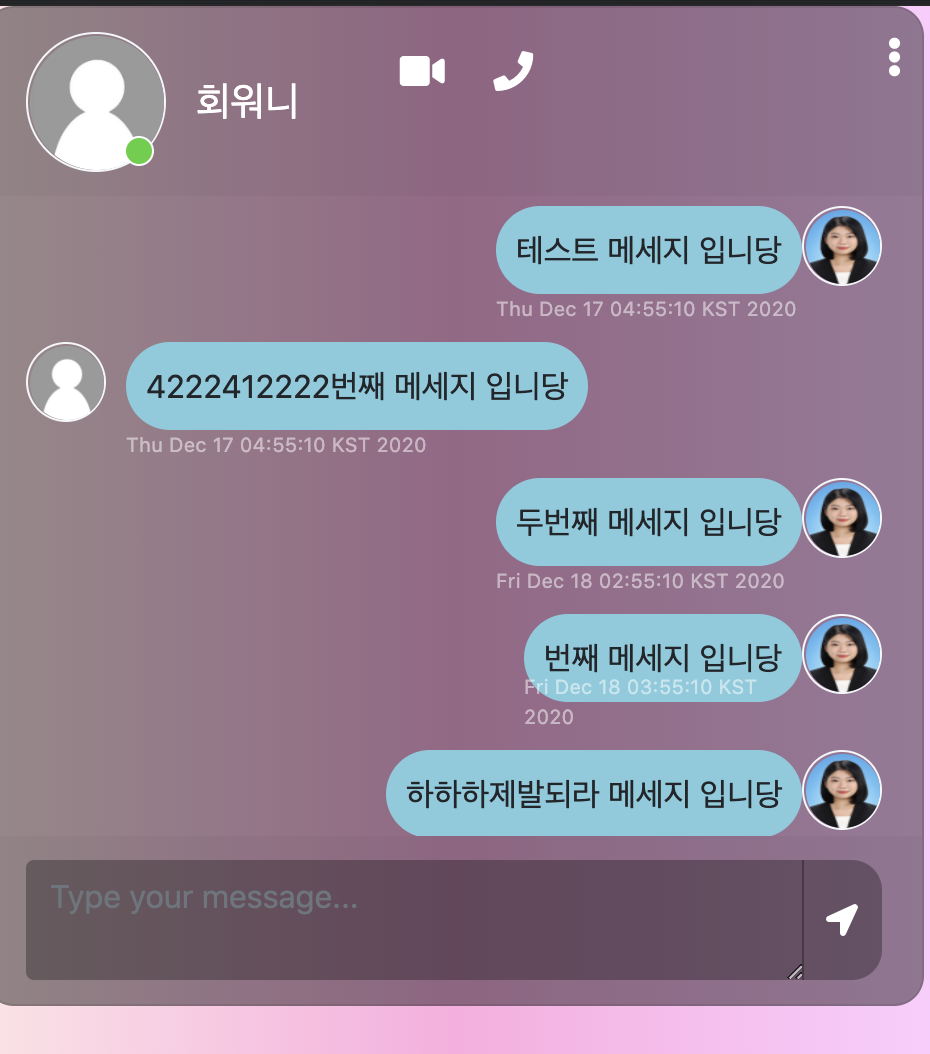 회워니
테스트 메세지 입니당
Thu Dec 17 04:55:10 KST 2020
4222412222번째 메세지 입니당
Thu Dec 17 04:55:10 KST 2020
두번째 메세지 입니당
Fri Dec 18 02:55:10 KST 2020
번째 메세지 입니당
Fri Dec 18 03:55:10 KST
2020
하하하제발되라 메세지 입니당
Type your message...